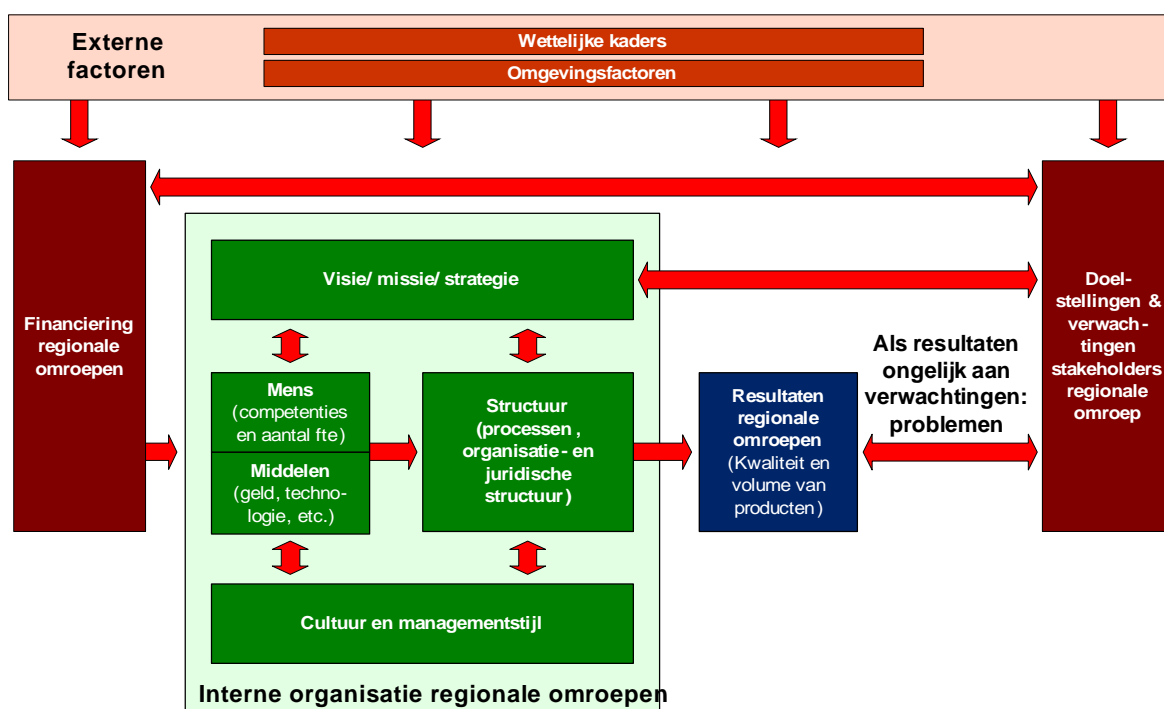 Externe
factoren
Wettelijke kaders
Omgevingsfactoren
Financiering
regionale
omroepen
Visie/ missie/ strategie
Mens
(competenties
en aantal fte)
Middelen
(geld, techno-
logie, etc.)
Structuur
(processen ,
organisatie- en
juridische
structuur)
Cultuur en managementstijl
Interne organisatie regionale omroepen
Resultaten
regionale
omroepen
(Kwaliteit en
volume van
producten)
Als resultaten
ongelijk aan
verwachtingen:
problemen
Doel-
stellingen &
verwach-
tingen
stakeholders
regionale
omroep